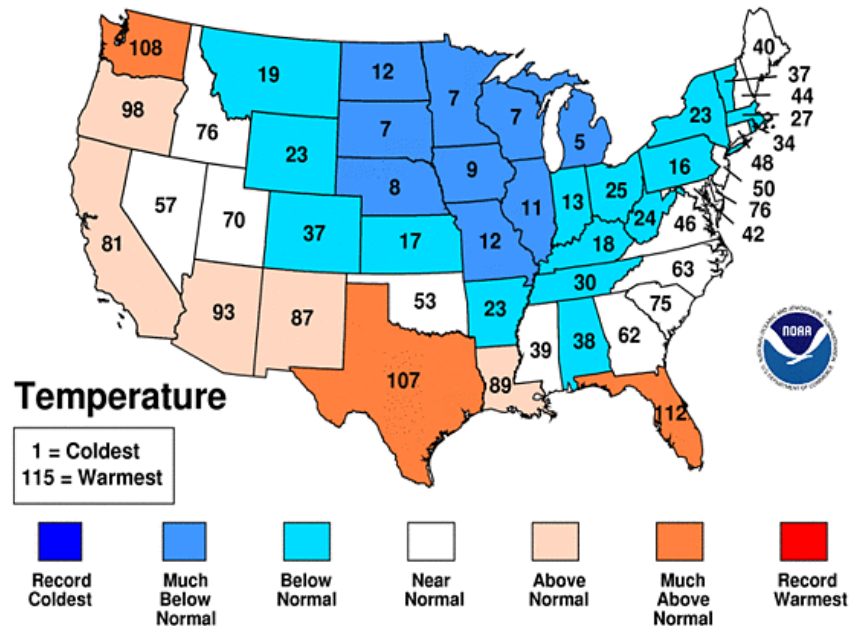 108
40
19
12
37
7
44
98
23
27
7
7
76
5
34
23
16
48
9
8
50
25
13
57
11
76
24
70
46
42
37
17
12
18
81
63
30
53
75
93
87
23
62
39
38
NOAA
107
89
112
Temperature
1 = Coldest
115 = Warmest
Record
Coldest
Much
Below
Normal
Below
Normal
Near
Normal
Above
Normal
Much
Above
Normal
Record
Warmest